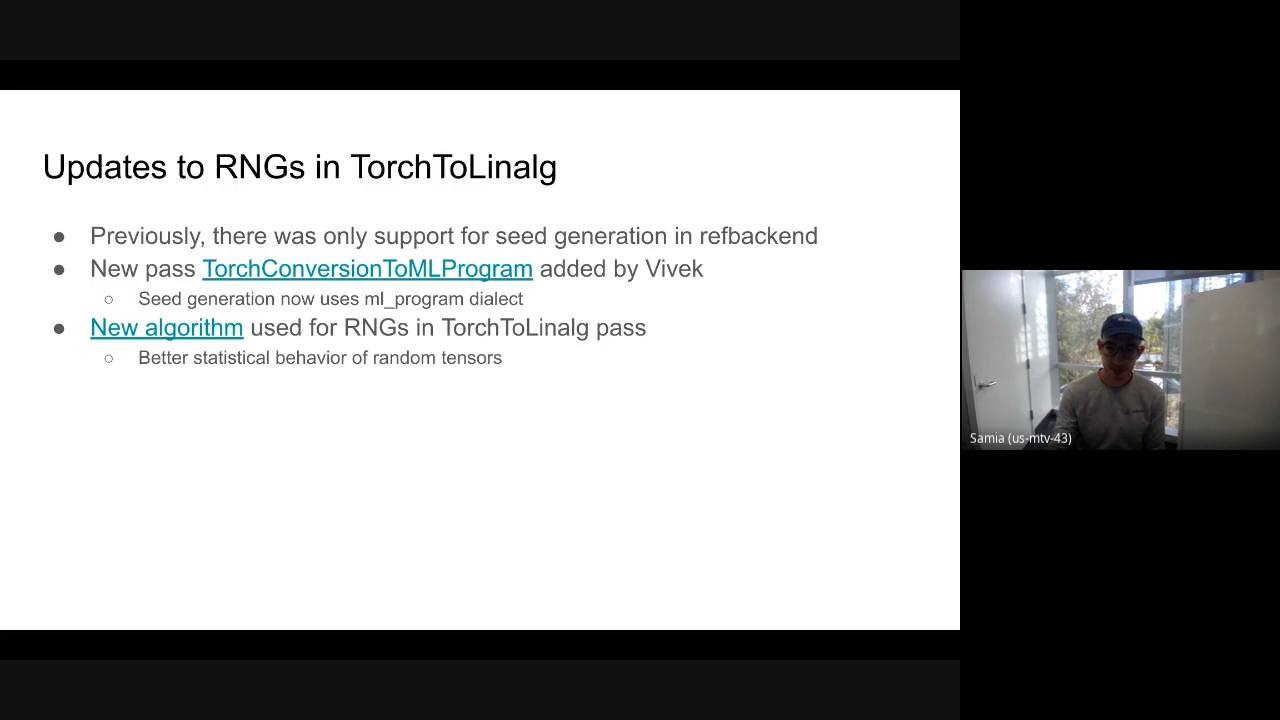 Updates to RNGs in TorchToLinalg
● Previously, there was only support for seed generation in refbackend
● New pass TorchConversionToMLProgram added by Vivek
○ Seed generation now uses ml_program dialect
● New algorithm used for RNGs in TorchToLinalg pass
○ Better statistical behavior of random tensors
Samia (us-mtv-43)